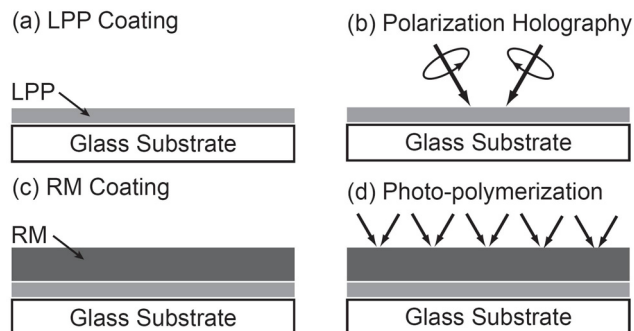 (a) LPP Coating
LPP
Glass Substrate
(b) Polarization Holography
Glass Substrate
(c) RM Coating
RM
Glass Substrate
(d) Photo-polymerization
Glass Substrate